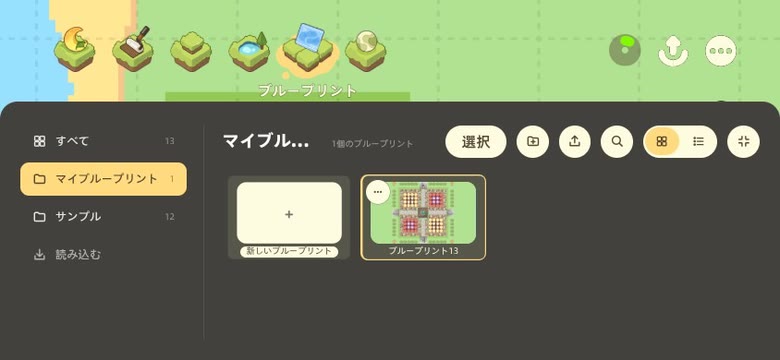 ブループリント
すべて 13
マイブループリント 1
サンプル 12
読み込む
マイブル... 1個のブループリント 選択
新しいブループリント
ブループリント13